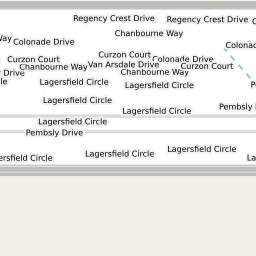 Regency Crest Drive
Regency Crest Drive
Chanbourne Way
Way
Colonade Drive
Colona
Curzon Court
Curzon Court
Colonade Drive
Chanbourne Way
Van Arsdale Drive
Curzon Court
Drive
Chanbourne Way
le
Lagersfield Circle
Lagersfield Circle
Lagersfield Circle
Pembsly
Lagersfield Circle
Lagersfield Circle
Pembsly Drive
Lagersfield Circle
Lagersfield Circle
ersfield Circle
La